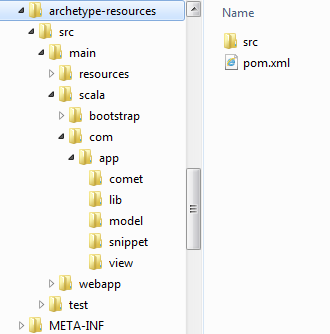 archetype-resources
src
main
resources
scala
bootstrap
com
app
comet
lib
model
snippet
view
webapp
test
META-INF
Name
src
pom.xml